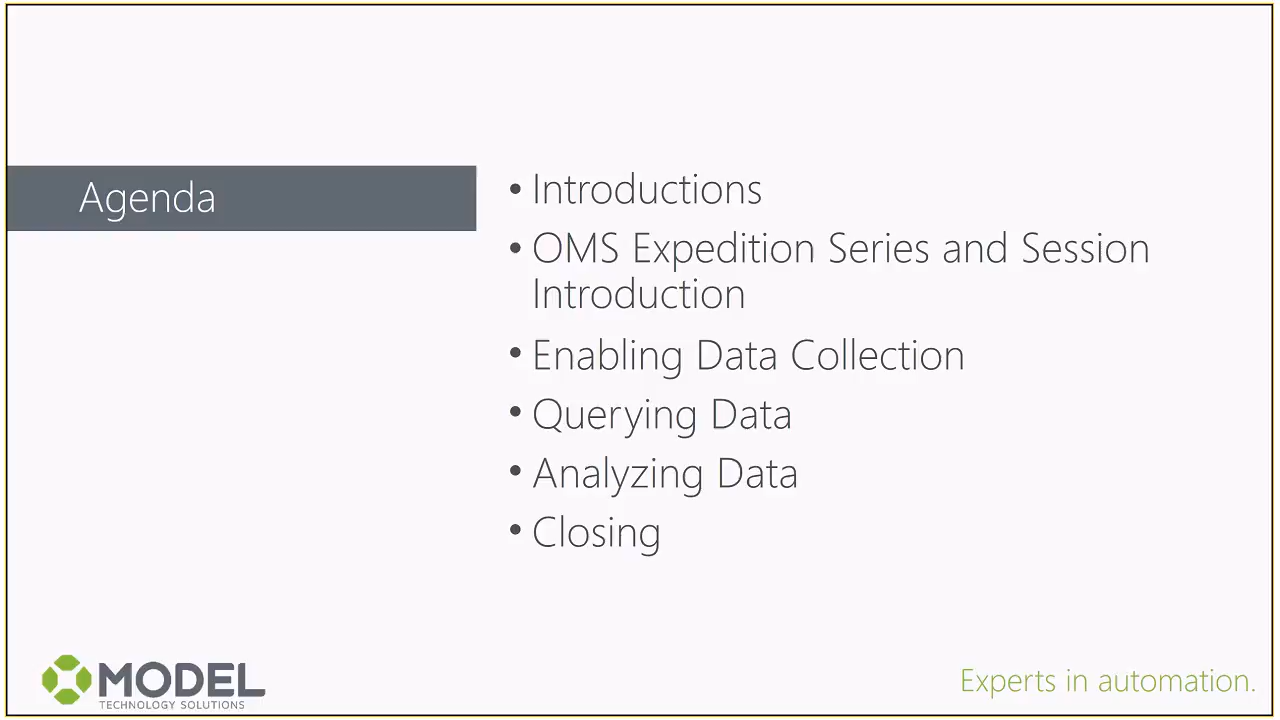 Agenda
• Introductions
• OMS Expedition Series and Session
Introduction
• Enabling Data Collection
• Querying Data
• Analyzing Data
• Closing
MODEL
TECHNOLOGY SOLUTIONS
Experts in automation.